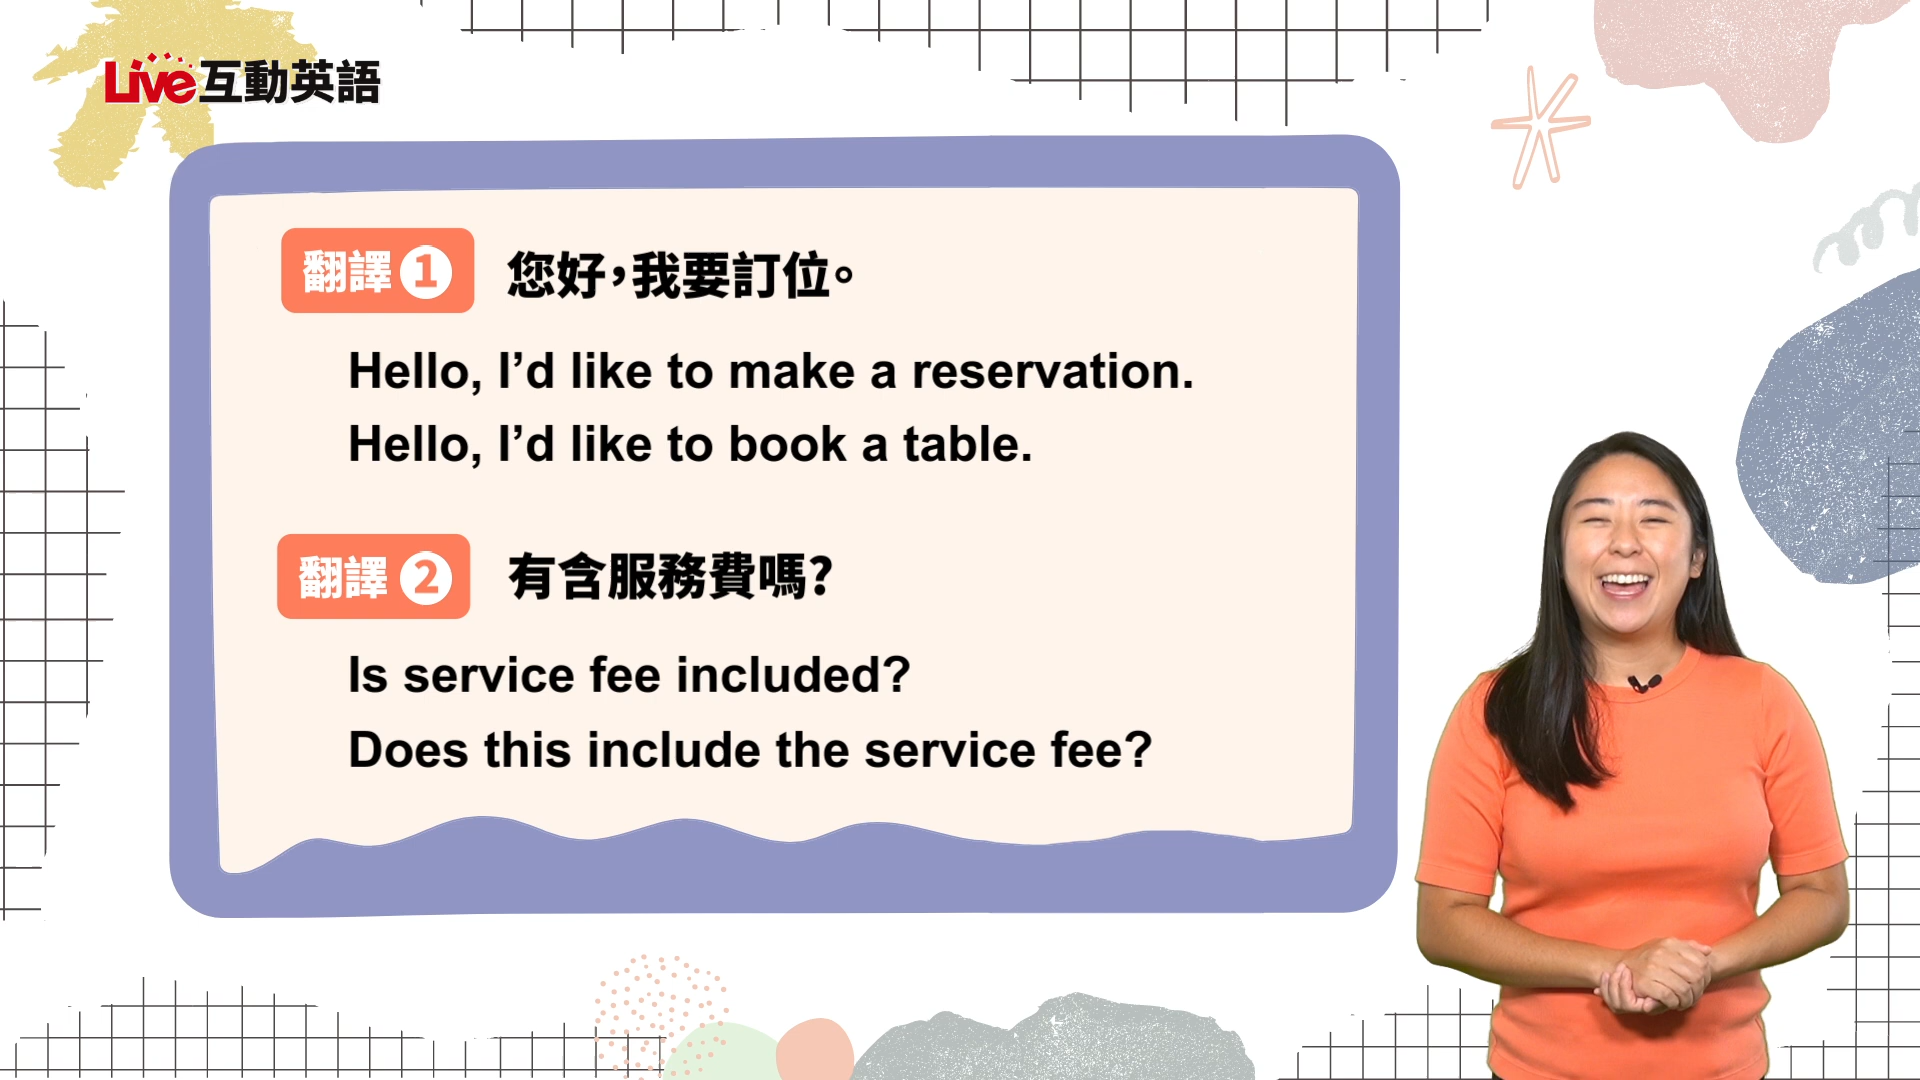 Live互動英語
翻譯1 您好，我要訂位。
Hello, I’d like to make a reservation.
Hello, I’d like to book a table.
翻譯2 有含服務費嗎？
Is service fee included?
Does this include the service fee?